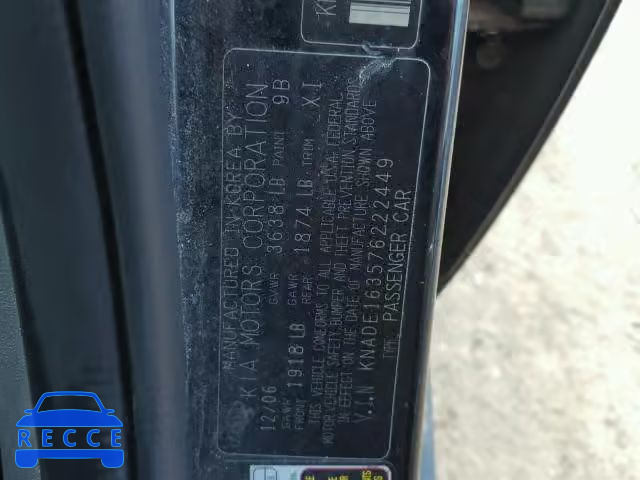 MANUFACTURED IN KOREA BY
KIA MOTORS CORPORATION
12/06 GAWR 3638 LB PAINT 9B
GAWR FRONT 1918 LB GAWR REAR 1874 LB TRIM XI
THIS VEHICLE CONFORMS TO ALL APPLICABLE U.S.A. FEDERAL
MOTOR VEHICLE SAFETY, BUMPER, AND THEFT PREVENTION STANDARDS
IN EFFECT ON THE DATE OF MANUFACTURE SHOWN ABOVE
V.I.N KNADE163576222449
TYPE: PASSENGER CAR
RECCE